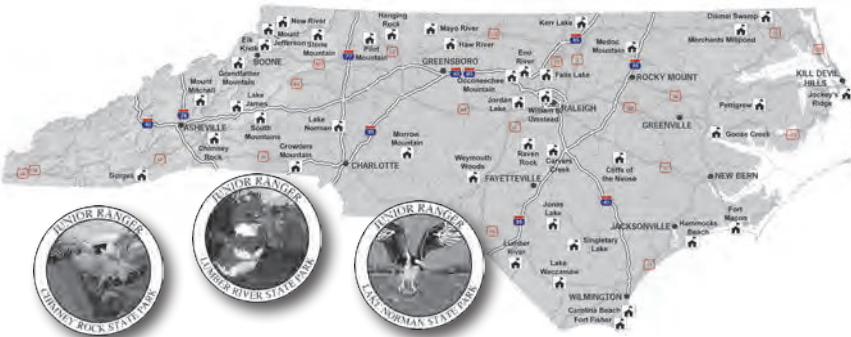 New River
Elk Knob
Mount Jefferson
Stone Mountain
Hanging Rock
Pilot Mountain
Mayo River
Haw River
Kerr Lake
Eno River
Occoneechee Mountain
Falls Lake
Medoc Mountain
Dismal Swamp
Merchants Millpond
BOONE
GREENSBORO
ROCKY MOUNT
KILL DEVIL HILLS
Jockey's Ridge
Grandfather Mountain
Mount Mitchell
Lake James
Lake Norman
Jordan Lake
William B. Umstead
RALEIGH
Pettigrew
GREENVILLE
Goose Creek
ASHEVILLE
South Mountains
Chimney Rock
Crowders Mountain
Morrow Mountain
CHARLOTTE
Weymouth Woods
Raven Rock
Carvers Creek
Cliffs of the Neuse
FAYETTEVILLE
NEW BERN
Gorges
Jones Lake
JACKSONVILLE
Hammocks Beach
Fort Macon
Lumber River
Singletary Lake
Lake Waccamaw
WILMINGTON
Carolina Beach
Fort Fisher
JUNIOR RANGER
CHIMNEY ROCK STATE PARK
JUNIOR RANGER
LUMBER RIVER STATE PARK
JUNIOR RANGER
LAKE NORMAN STATE PARK